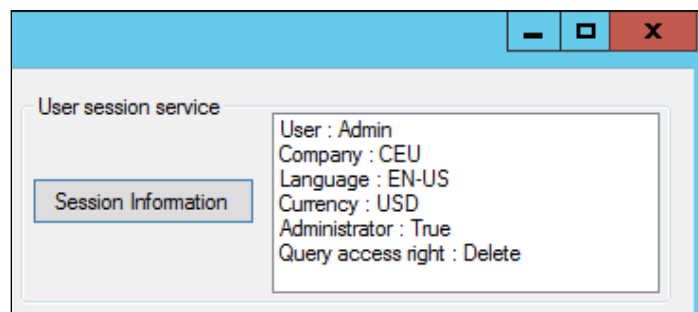 User session service
Session Information
User : Admin
Company : CEU
Language : EN-US
Currency : USD
Administrator : True
Query access right : Delete